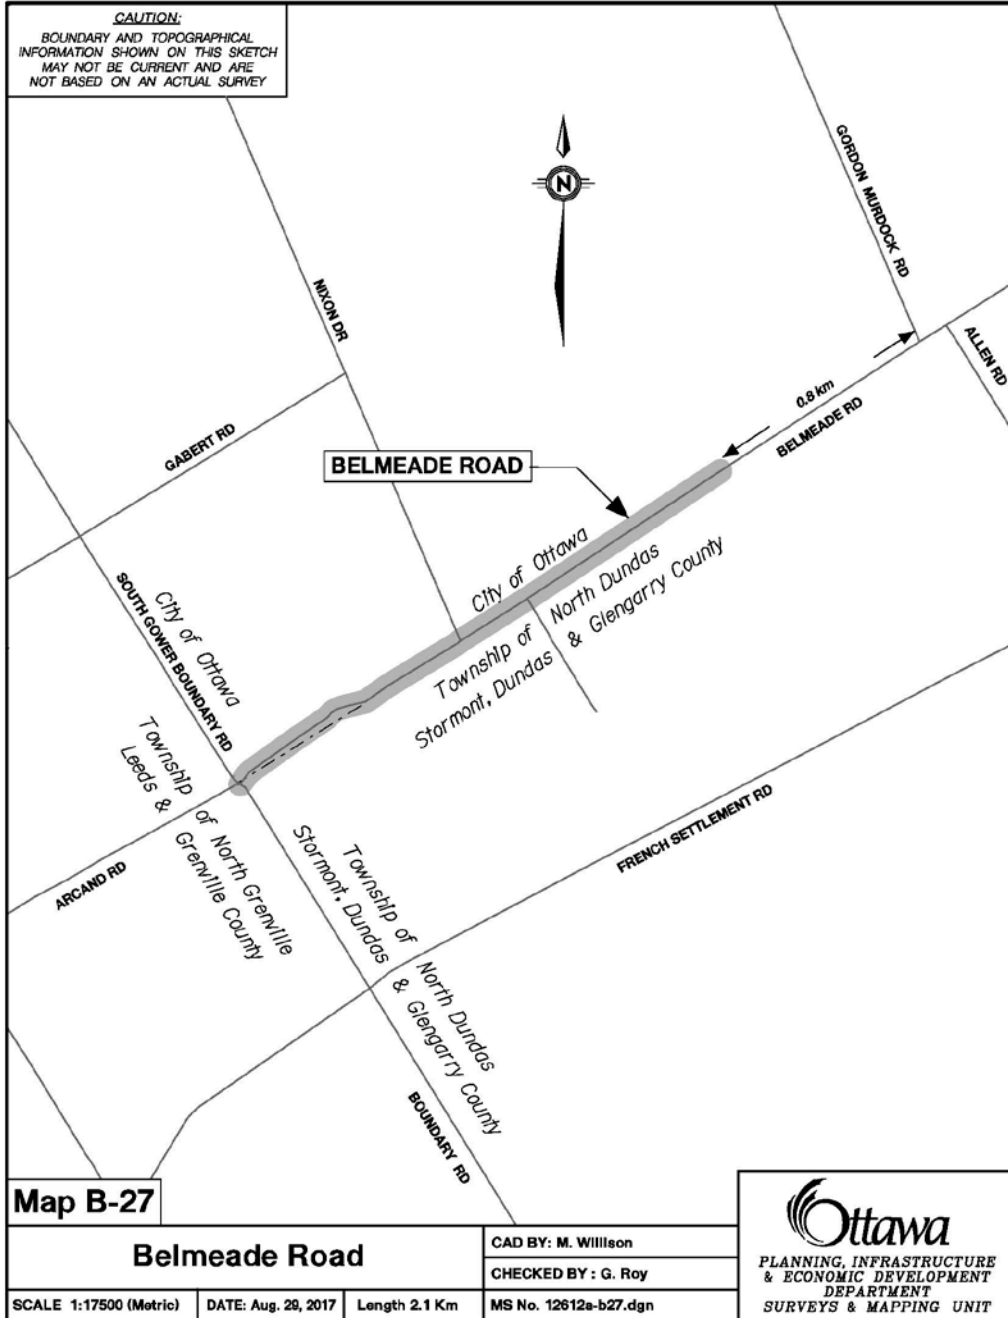 CAUTION:
BOUNDARY AND TOPOGRAPHICAL
INFORMATION SHOWN ON THIS SKETCH
MAY NOT BE CURRENT AND ARE
NOT BASED ON AN ACTUAL SURVEY
N
GORDON MURDOCK RD
NIXON DR
ALLEN RD
0.8 km
BELMEADE RD
GABERT RD
BELMEADE ROAD
City of Ottawa
Township of North Dundas
Stormont, Dundas & Glengarry County
SOUTH GOWER BOUNDARY RD
City of Ottawa
Township of North Grenville
Leeds & Grenville County
ARCAND RD
FRENCH SETTLEMENT RD
Township of North Dundas
Stormont, Dundas & Glengarry County
BOUNDARY RD
Map B-27
Belmeade Road
SCALE 1:17500 (Metric)
DATE: Aug. 29, 2017
Length 2.1 Km
CAD BY: M. Willison
CHECKED BY : G. Roy
MS No. 12612a-b27.dgn
Ottawa
PLANNING, INFRASTRUCTURE
& ECONOMIC DEVELOPMENT
DEPARTMENT
SURVEYS & MAPPING UNIT